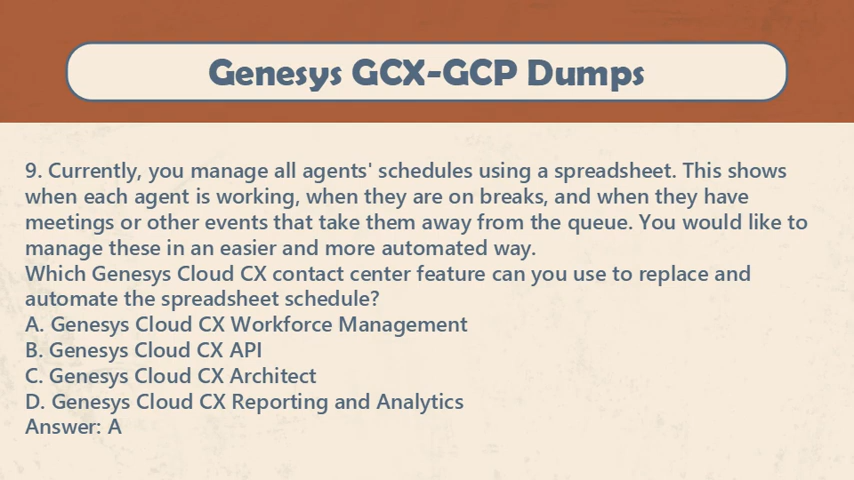 Genesys GCX-GCP Dumps
9. Currently, you manage all agents' schedules using a spreadsheet. This shows
when each agent is working, when they are on breaks, and when they have
meetings or other events that take them away from the queue. You would like to
manage these in an easier and more automated way.
Which Genesys Cloud CX contact center feature can you use to replace and
automate the spreadsheet schedule?
A. Genesys Cloud CX Workforce Management
B. Genesys Cloud CX API
C. Genesys Cloud CX Architect
D. Genesys Cloud CX Reporting and Analytics
Answer: A